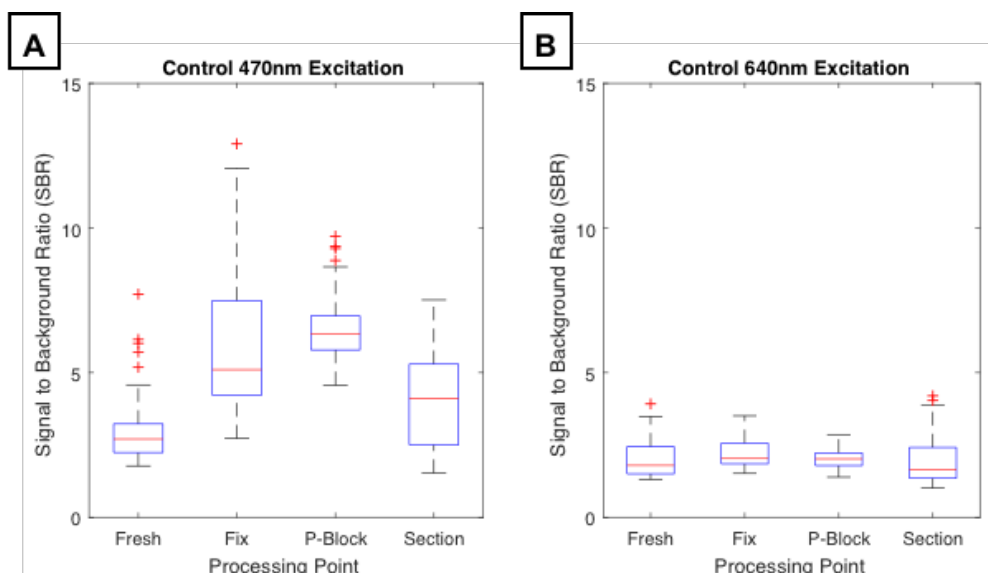 A
Control 470nm Excitation
15
10
5
0
Signal to Background Ratio (SBR)
Fresh Fix P-Block Section
Processing Point
B
Control 640nm Excitation
15
10
5
0
Signal to Background Ratio (SBR)
Fresh Fix P-Block Section
Processing Point